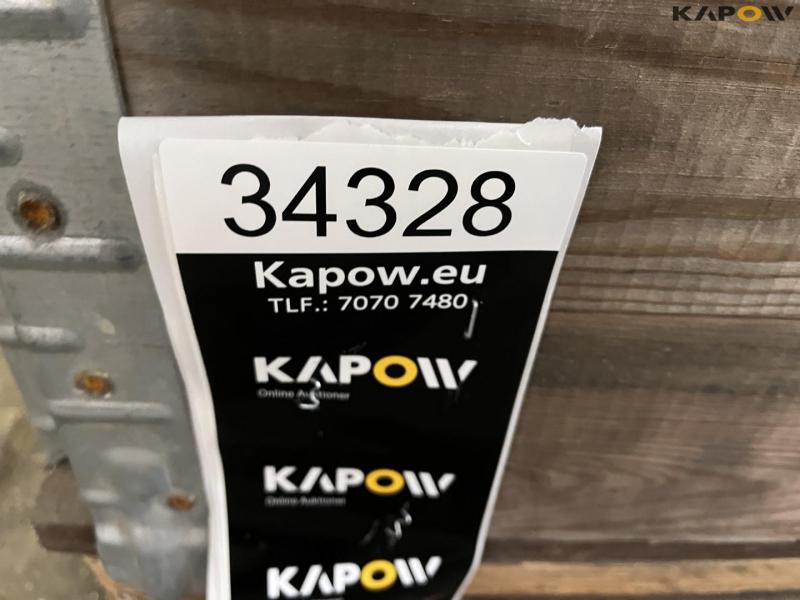 KAPOW
34328
Kapow.eu
TLF.: 7070 7480
KAPOW
Online Auktioner
KAPOW
Online Auktioner
KAPOW